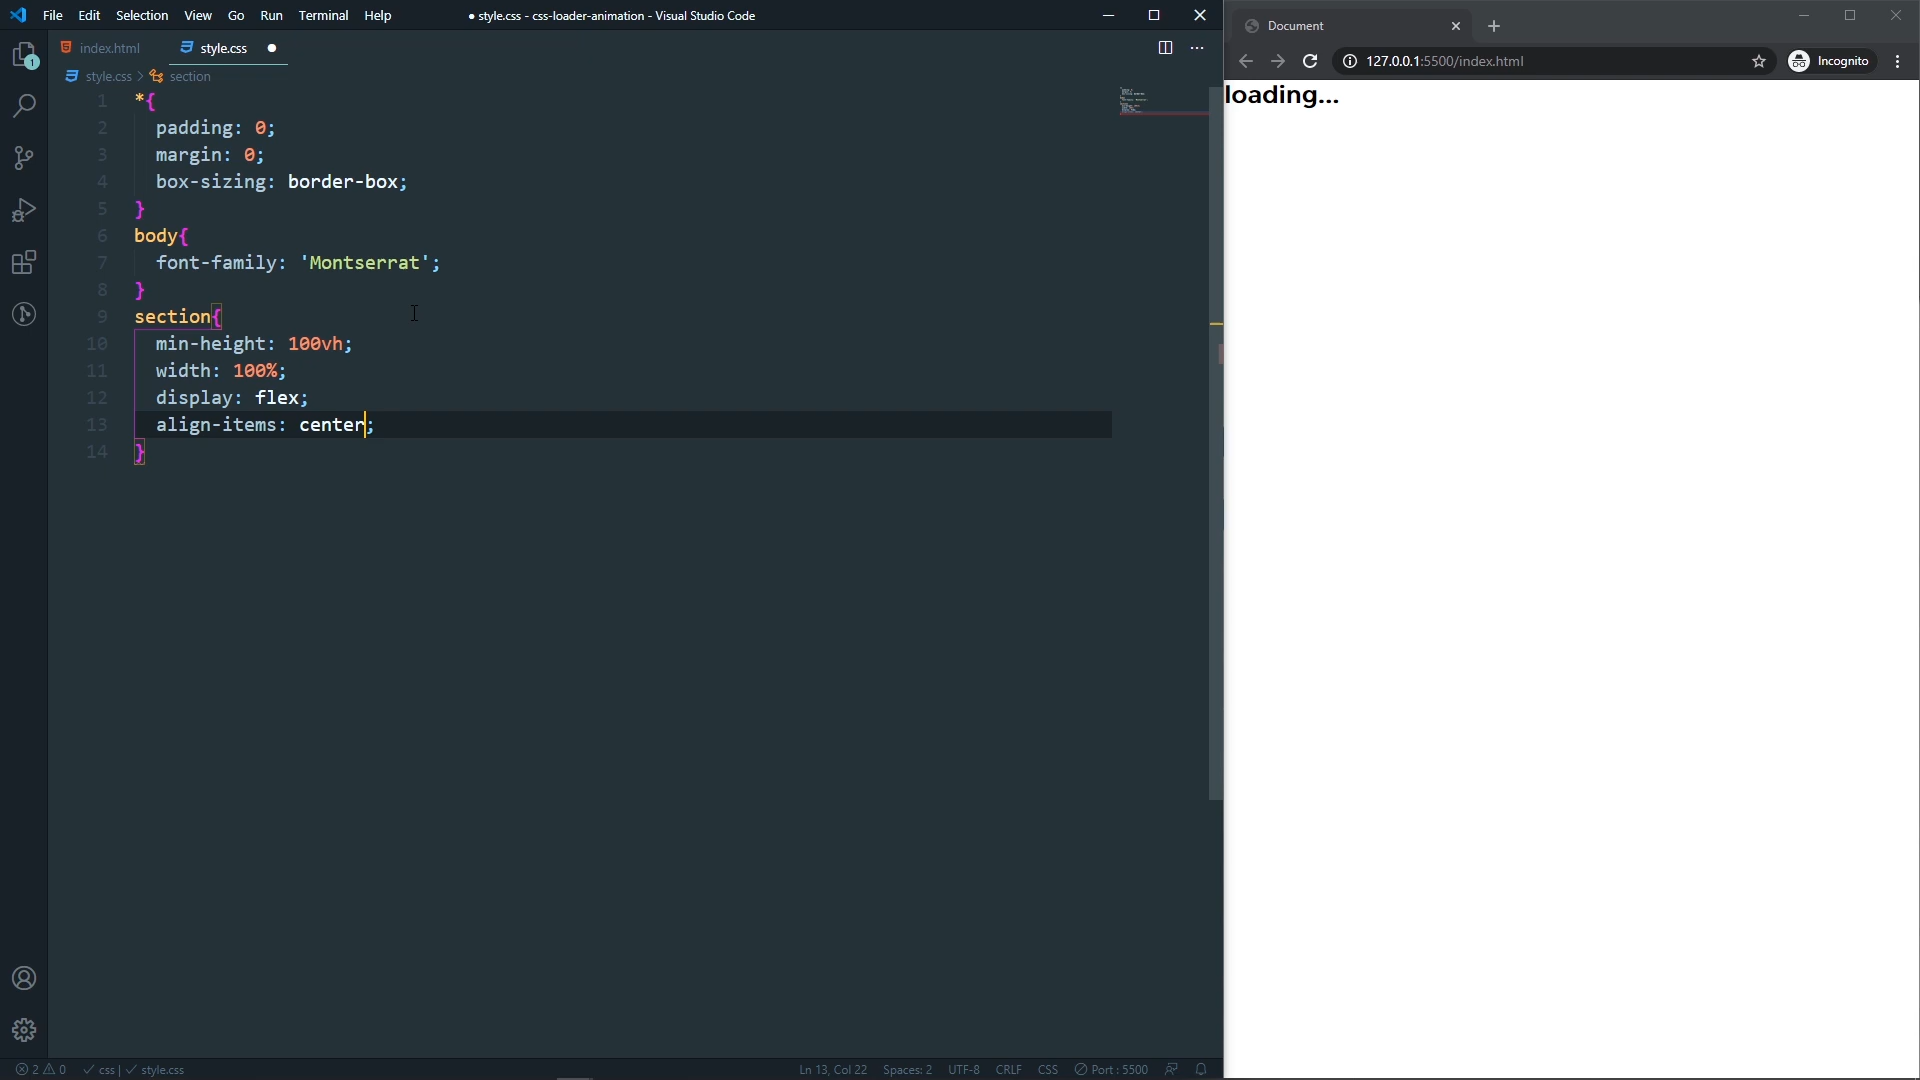 File Edit Selection View Go Run Terminal Help
● style.css - css-loader-animation - Visual Studio Code
index.html style.css
style.css > section
1 *{
2 padding: 0;
3 margin: 0;
4 box-sizing: border-box;
5 }
6 body{
7 font-family: 'Montserrat';
8 }
9 section{
10 min-height: 100vh;
11 width: 100%;
12 display: flex;
13 align-items: center;
14 }
1
2 0 css | style.css
Ln 13, Col 22 Spaces: 2 UTF-8 CRLF CSS Port : 5500
Document
127.0.0.1:5500/index.html
Incognito
loading...